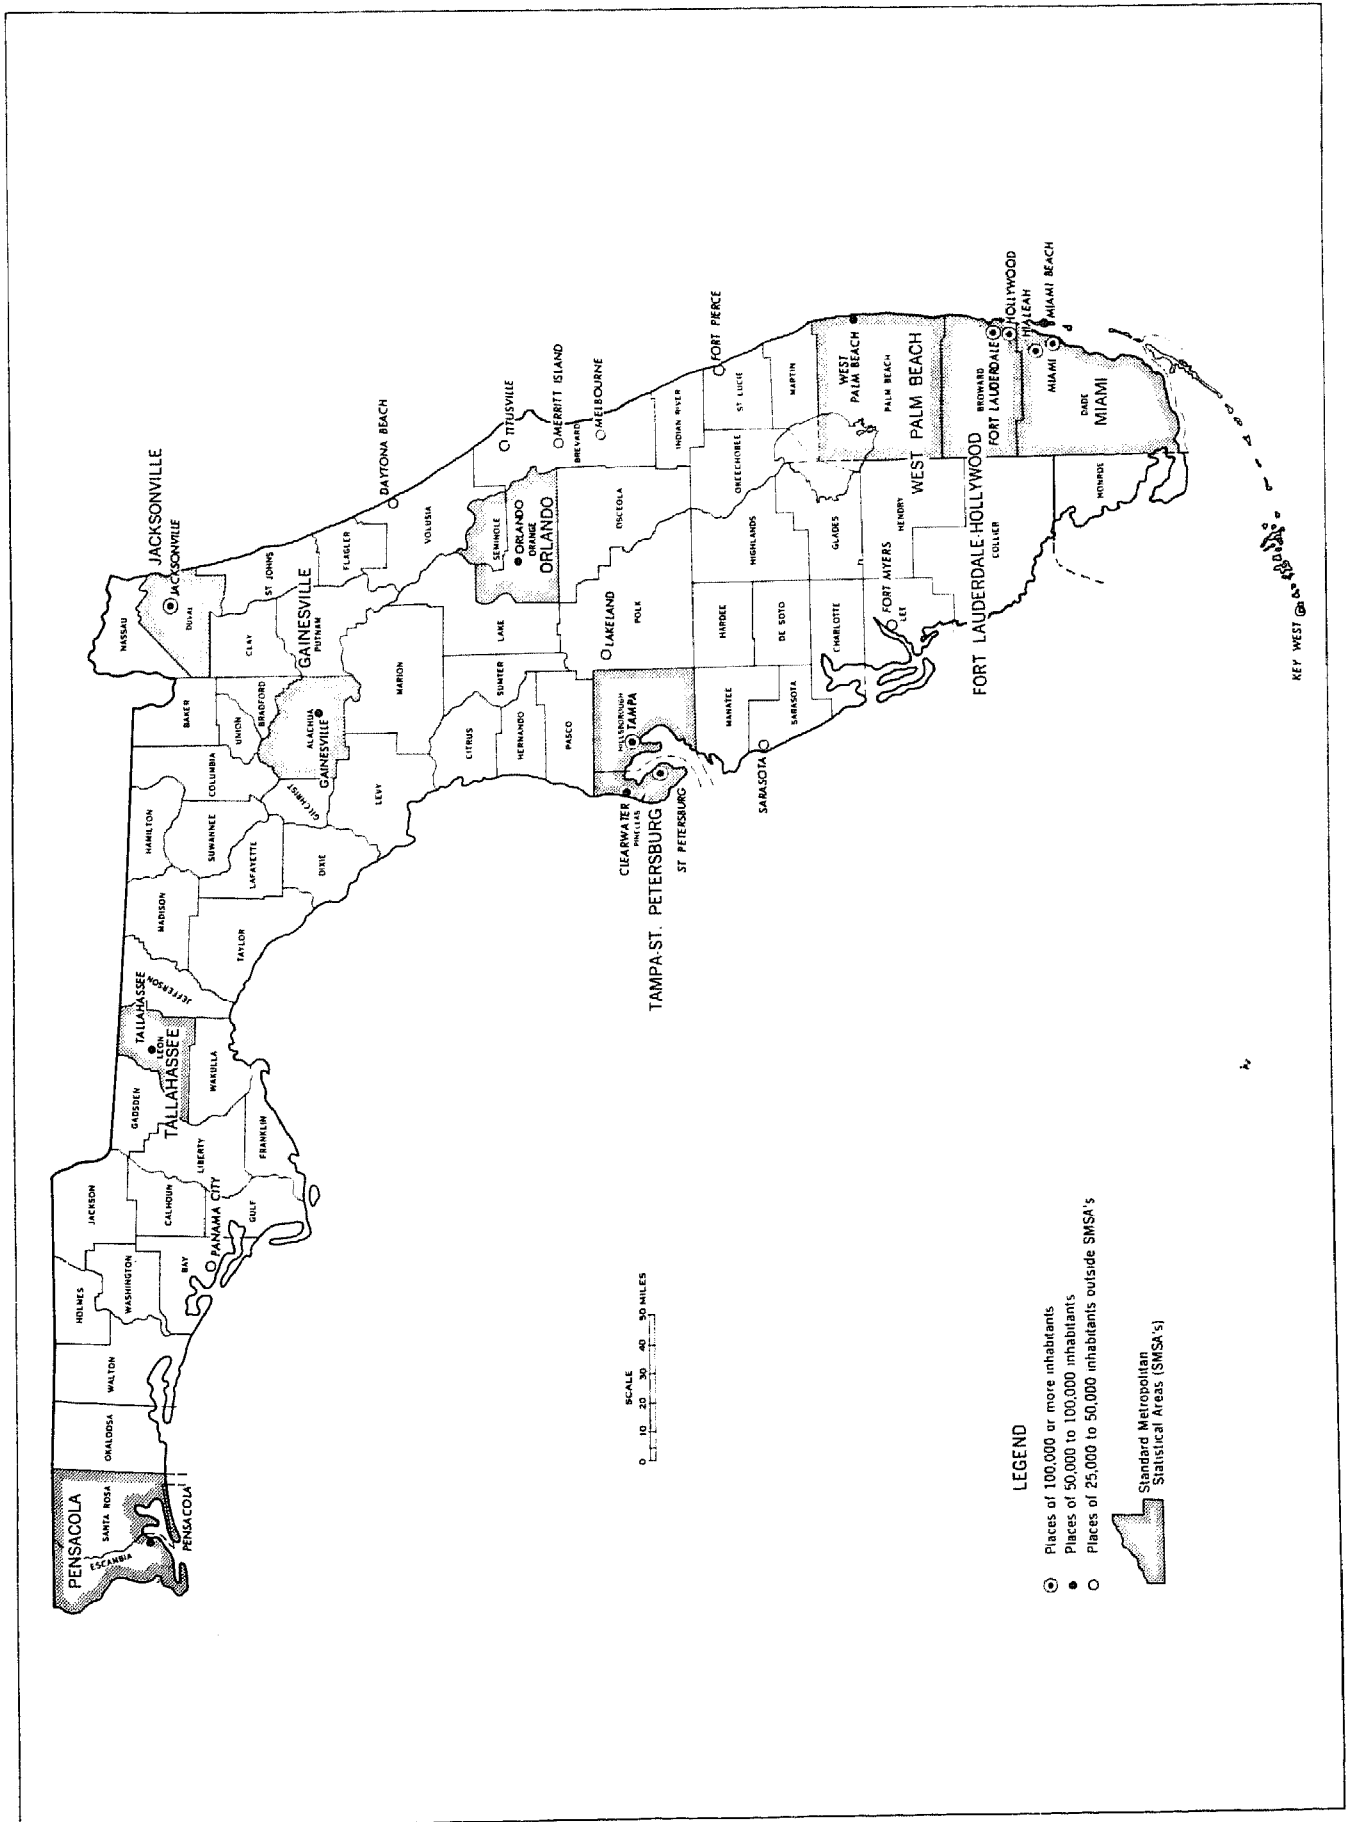 PENSACOLA
ESCAMBIA
SANTA ROSA
PENSACOLA
OKALOOSA
WALTON
HOLMES
WASHINGTON
JACKSON
BAY
PANAMA CITY
CALHOUN
GULF
LIBERTY
FRANKLIN
GADSDEN
TALLAHASSEE
LEON
TALLAHASSEE
WAKULLA
JEFFERSON
MADISON
TAYLOR
HAMILTON
SUWANNEE
LAFAYETTE
DIXIE
COLUMBIA
GILCHRIST
LEVY
BAKER
UNION
BRADFORD
ALACHUA
GAINESVILLE
GAINESVILLE
NASSAU
JACKSONVILLE
JACKSONVILLE
DUVAL
CLAY
ST JOHNS
PUTNAM
FLAGLER
MARION
DAYTONA BEACH
VOLUSIA
CITRUS
SUMTER
LAKE
HERNANDO
PASCO
SEMINOLE
ORLANDO
ORANGE
ORLANDO
TITUSVILLE
MERRITT ISLAND
BREVARD
MELBOURNE
OSCEOLA
LAKELAND
POLK
HILLSBOROUGH
TAMPA
CLEARWATER
PINELLAS
TAMPA-ST. PETERSBURG
ST PETERSBURG
INDIAN RIVER
FORT PIERCE
ST LUCIE
OKEECHOBEE
HIGHLANDS
HARDEE
MANATEE
SARASOTA
SARASOTA
DE SOTO
MARTIN
GLADES
CHARLOTTE
WEST
PALM BEACH
PALM BEACH
WEST PALM BEACH
HENDRY
FORT MYERS
LEE
BROWARD
FORT LAUDERDALE
HOLLYWOOD
FORT LAUDERDALE-HOLLYWOOD
COLLIER
HIALEAH
MIAMI BEACH
MIAMI
DADE
MIAMI
MONROE
KEY WEST
SCALE
0 10 20 30 40 50 MILES
LEGEND
Places of 100,000 or more inhabitants
Places of 50,000 to 100,000 inhabitants
Places of 25,000 to 50,000 inhabitants outside SMSA's
Standard Metropolitan
Statistical Areas (SMSA's)